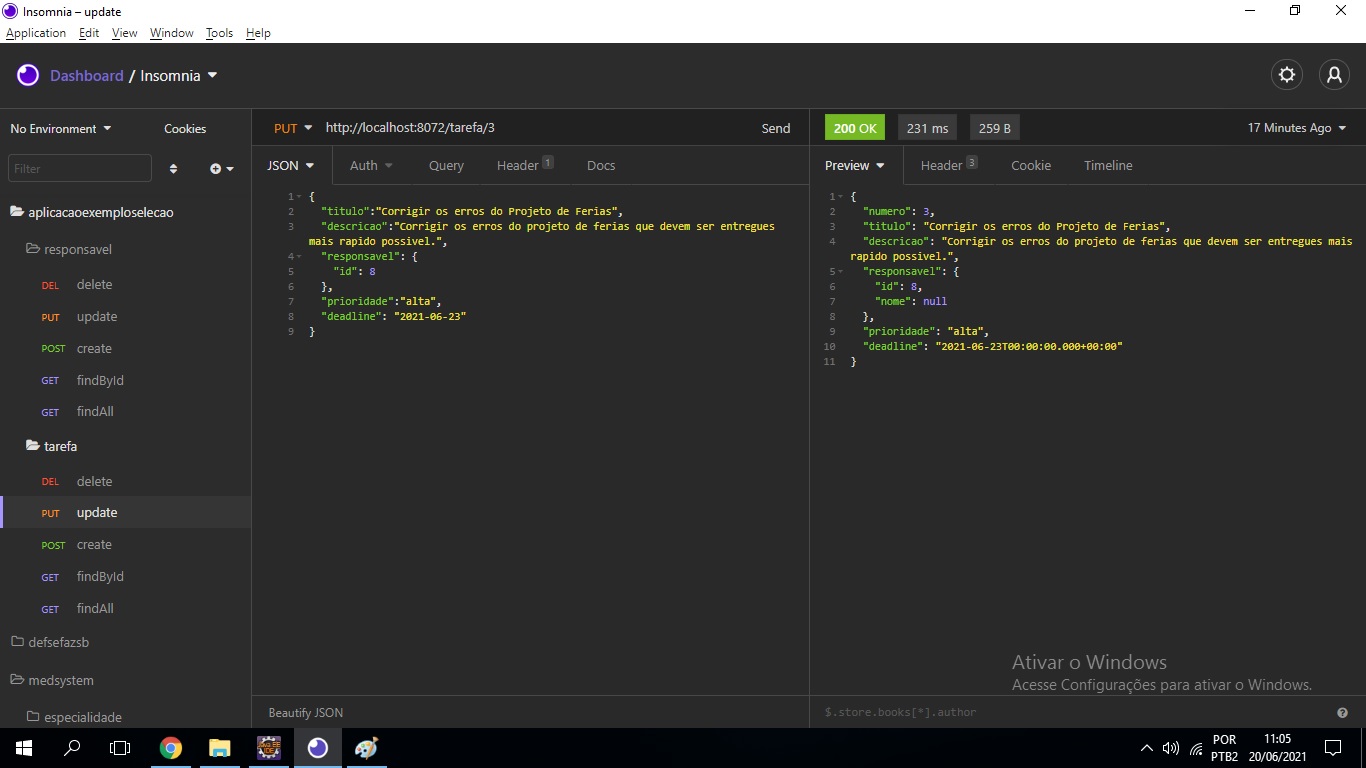 Insomnia – update
Application Edit View Window Tools Help
Dashboard / Insomnia
No Environment Cookies
Filter
aplicacaoexemploselecao
responsavel
DEL delete
PUT update
POST create
GET findById
GET findAll
tarefa
DEL delete
PUT update
POST create
GET findById
GET findAll
defsefazsb
medsystem
especialidade
PUT http://localhost:8072/tarefa/3 Send
JSON Auth Query Header 1 Docs
1 {
2 "titulo":"Corrigir os erros do Projeto de Ferias",
3 "descricao":"Corrigir os erros do projeto de ferias que devem ser entregues
mais rapido possivel.",
4 "responsavel": {
5 "id": 8
6 },
7 "prioridade":"alta",
8 "deadline": "2021-06-23"
9 }
Beautify JSON
200 OK 231 ms 259 B 17 Minutes Ago
Preview Header 3 Cookie Timeline
1 {
2 "numero": 3,
3 "titulo": "Corrigir os erros do Projeto de Ferias",
4 "descricao": "Corrigir os erros do projeto de ferias que devem ser entregues mais
rapido possivel.",
5 "responsavel": {
6 "id": 8,
7 "nome": null
8 },
9 "prioridade": "alta",
10 "deadline": "2021-06-23T00:00:00.000+00:00"
11 }
Ativar o Windows
Acesse Configurações para ativar o Windows.
$.store.books[*].author
POR
PTB2
11:05
20/06/2021